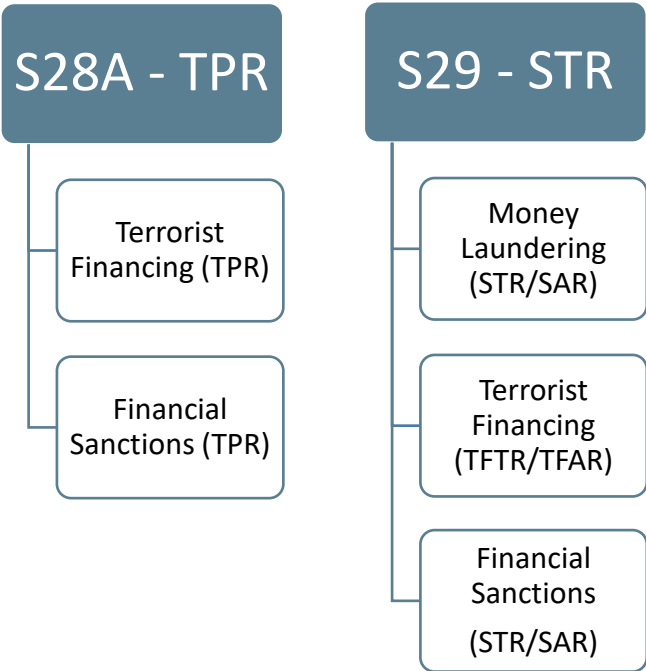 S28A - TPR
Terrorist
Financing (TPR)
Financial
Sanctions (TPR)
S29 - STR
Money
Laundering
(STR/SAR)
Terrorist
Financing
(TFTR/TFAR)
Financial
Sanctions
(STR/SAR)